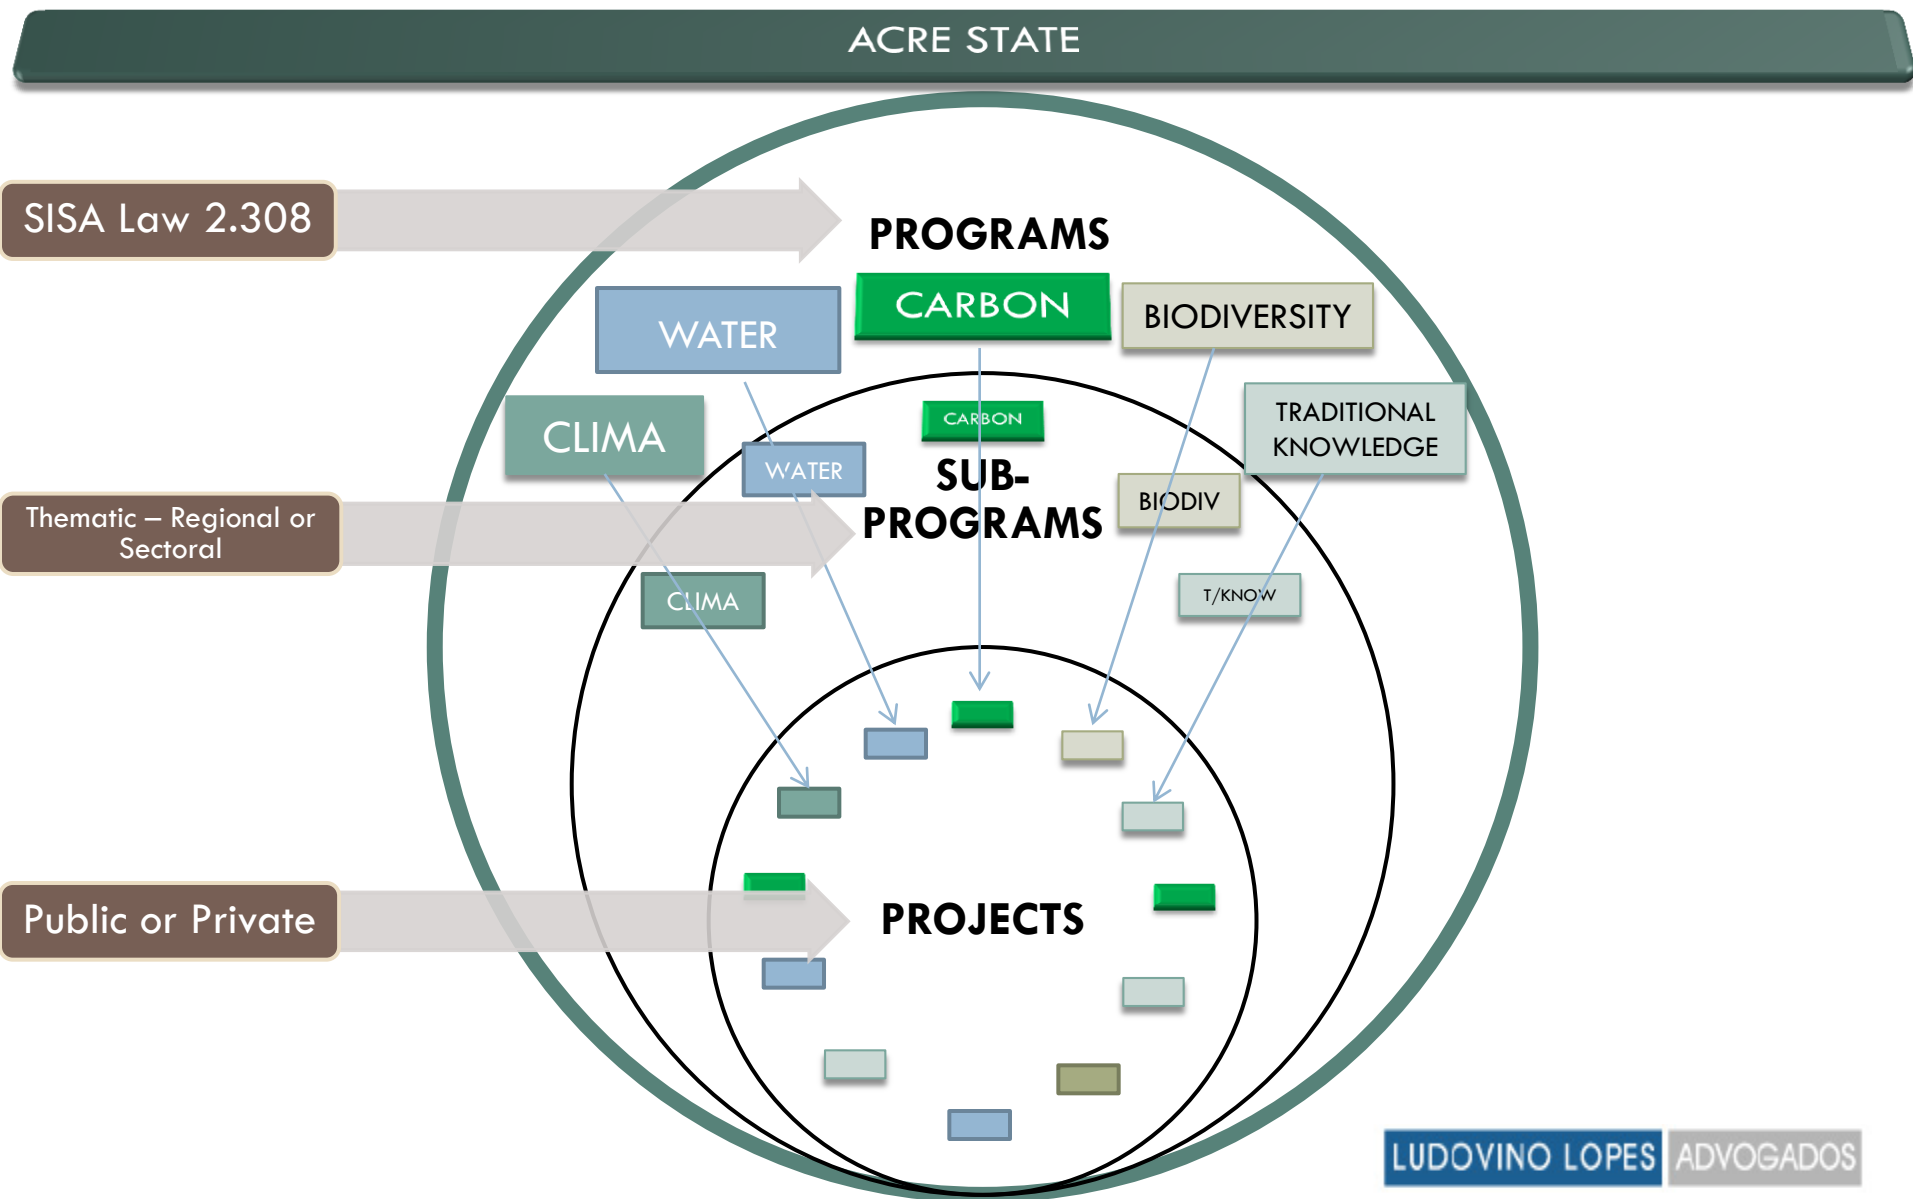 ACRE STATE
SISA Law 2.308
PROGRAMS
WATER
CARBON
BIODIVERSITY
CLIMA
TRADITIONAL
KNOWLEDGE
CARBON
WATER
SUB-
PROGRAMS
BIODIV
Thematic – Regional or
Sectoral
CLIMA
T/KNOW
Public or Private
PROJECTS
LUDOVINO LOPES ADVOGADOS